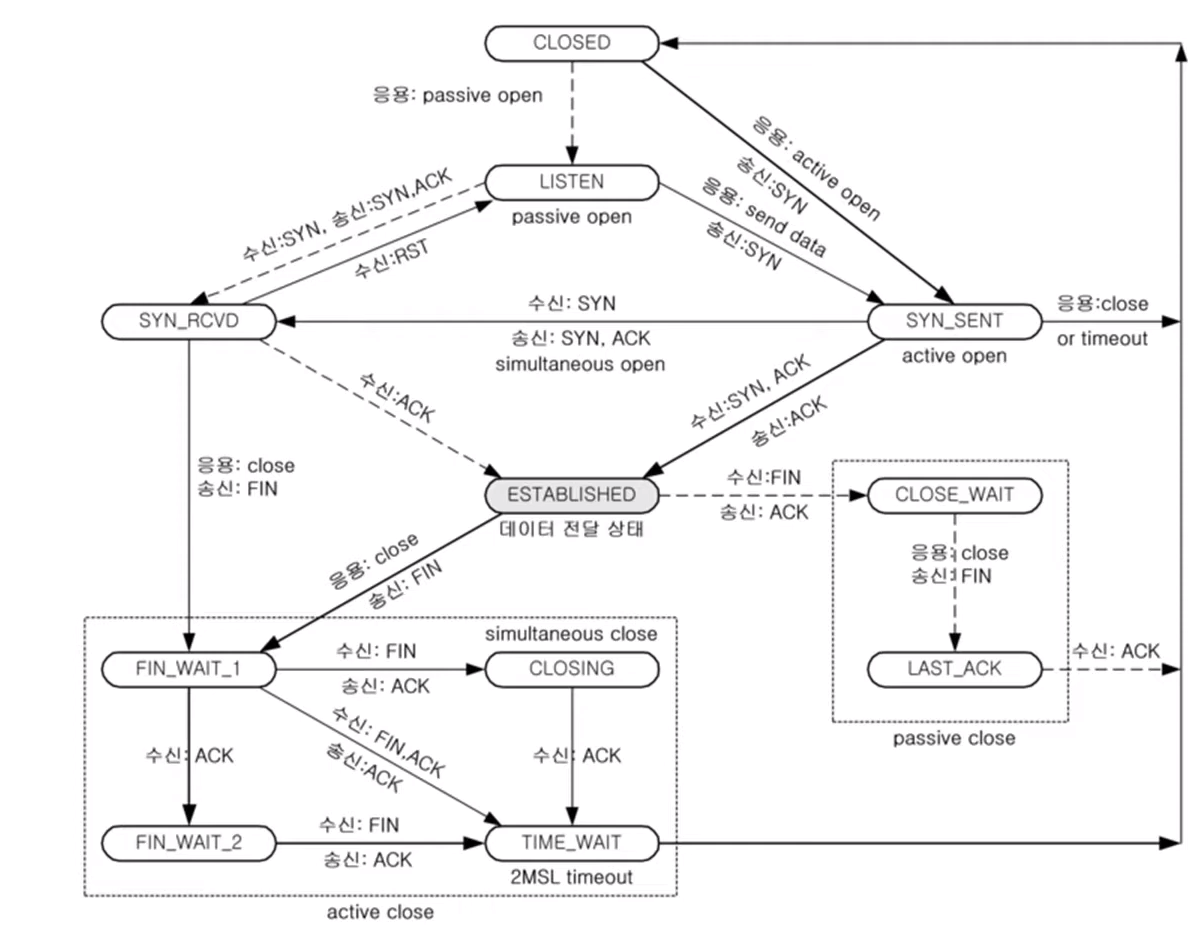 CLOSED
응용: passive open
응용: active open
송신:SYN
LISTEN
passive open
응용: send data
송신:SYN
수신:SYN, 송신:SYN,ACK
수신:RST
SYN_RCVD
수신: SYN
송신: SYN, ACK
simultaneous open
SYN_SENT
active open
응용:close
or timeout
수신:ACK
수신:SYN, ACK
송신:ACK
응용: close
송신: FIN
ESTABLISHED
데이터 전달 상태
수신:FIN
송신: ACK
CLOSE_WAIT
응용: close
송신: FIN
응용: close
송신: FIN
simultaneous close
FIN_WAIT_1
수신: FIN
송신: ACK
CLOSING
LAST_ACK
수신: ACK
passive close
수신: ACK
수신: FIN,ACK
송신:ACK
수신: ACK
FIN_WAIT_2
수신: FIN
송신: ACK
TIME_WAIT
2MSL timeout
active close